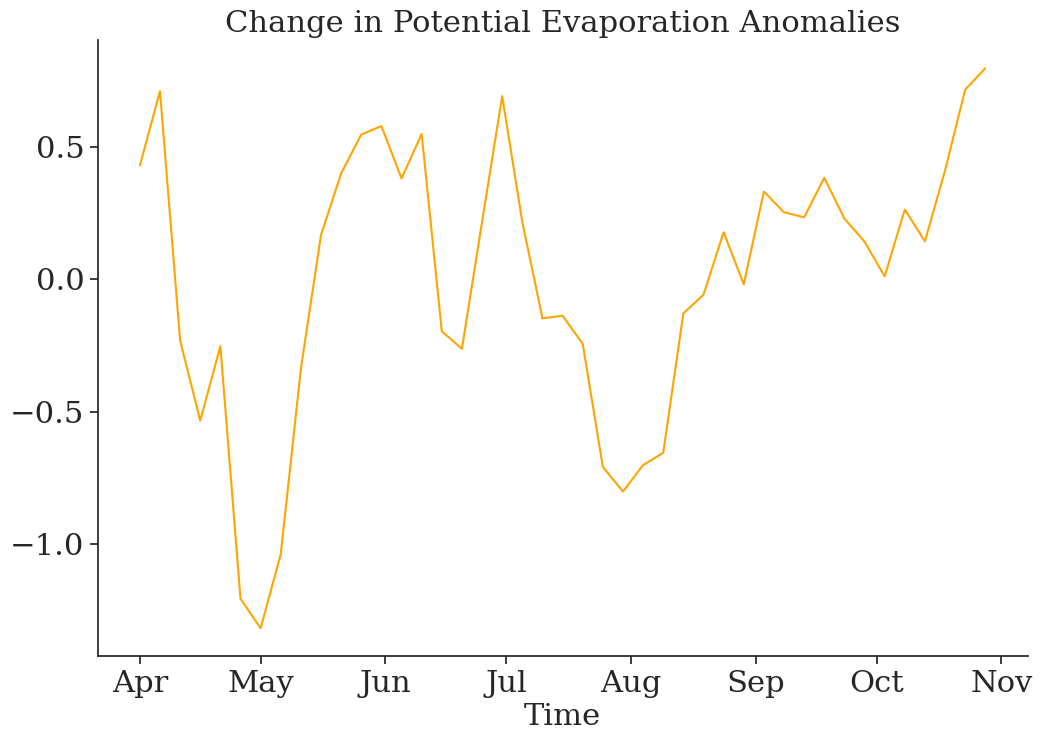 Change in Potential Evaporation Anomalies
0.5
0.0
−0.5
−1.0
Apr May Jun Jul Aug Sep Oct Nov
Time